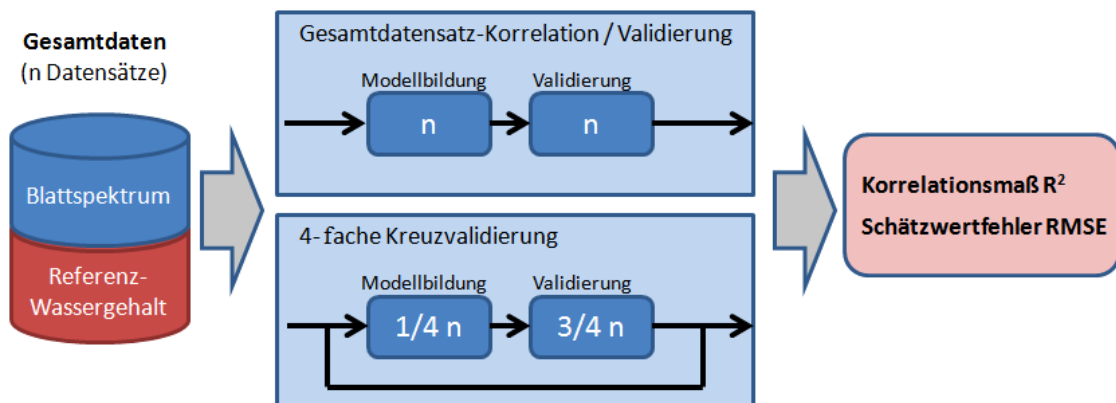 Gesamtdaten
(n Datensätze)
Blattspektrum
Referenz-
Wassergehalt
Gesamtdatensatz-Korrelation / Validierung
Modellbildung
Validierung
n
n
4- fache Kreuzvalidierung
Modellbildung
Validierung
1/4 n
3/4 n
Korrelationsmaß R²
Schätzwertfehler RMSE